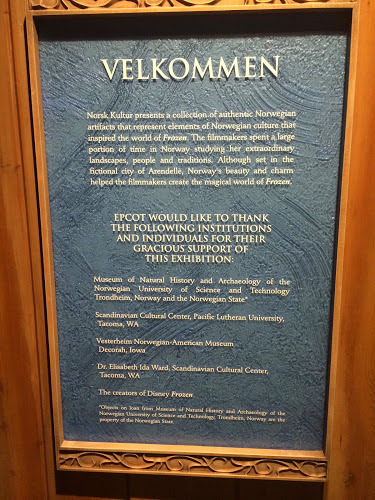 VELKOMMEN
Norsk Kultur presents a collection of authentic Norwegian
artifacts that represent elements of Norwegian culture that
inspired the world of Frozen. The filmmakers spent a large
portion of time in Norway studying her extraordinary
landscapes, people and traditions. Although set in the
fictional city of Arendelle, Norway's beauty and charm
helped the filmmakers create the magical world of Frozen.
EPCOT WOULD LIKE TO THANK
THE FOLLOWING INSTITUTIONS
AND INDIVIDUALS FOR THEIR
GRACIOUS SUPPORT OF
THIS EXHIBITION:
Museum of Natural History and Archaeology of the
Norwegian University of Science and Technology
Trondheim, Norway and the Norwegian State*
Scandinavian Cultural Center, Pacific Lutheran University,
Tacoma, WA
Vesterheim Norwegian-American Museum
Decorah, Iowa
Dr. Elisabeth Ida Ward, Scandinavian Cultural Center,
Tacoma, WA
The creators of Disney Frozen
*Objects on loan from Museum of Natural History and Archaeology of the
Norwegian University of Science and Technology, Trondheim, Norway are the
property of the Norwegian State.